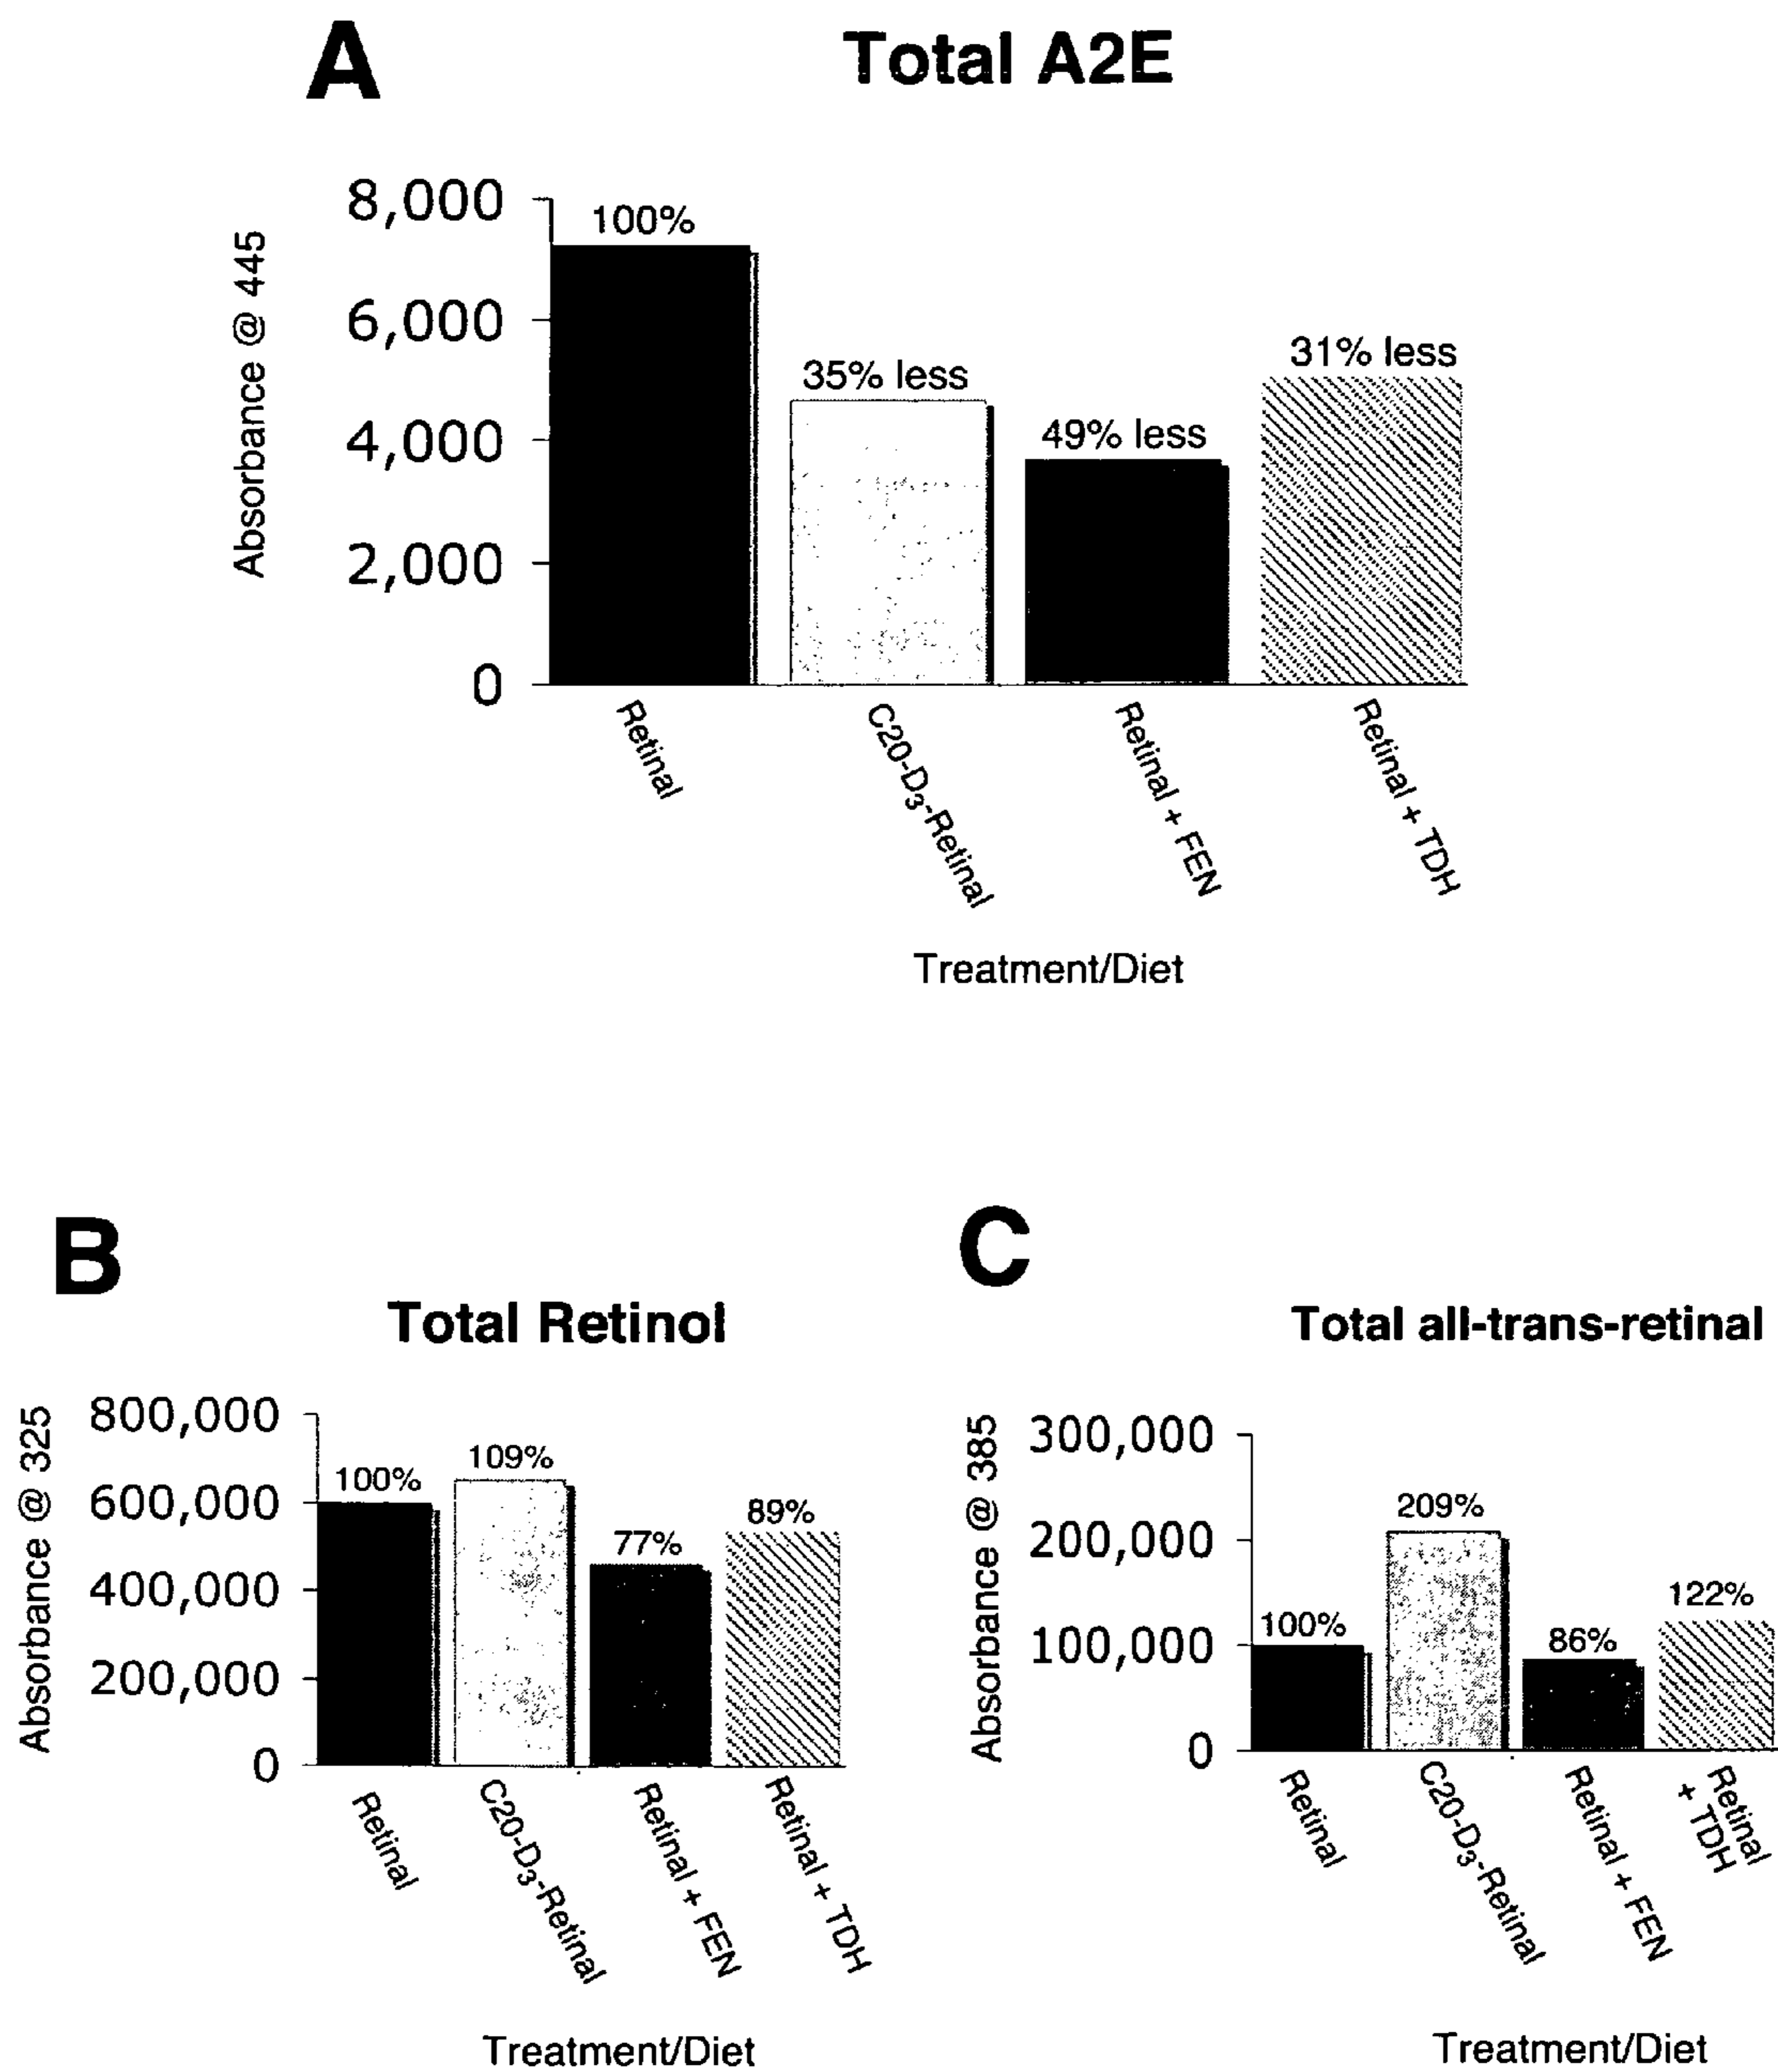 A
Total A2E
Absorbance @ 445
8,000
6,000
4,000
2,000
0
100%
35% less
49% less
31% less
Retinal
C20-D3-Retinal
Retinal + FEN
Retinal + TDH
Treatment/Diet
B
Total Retinol
Absorbance @ 325
800,000
600,000
400,000
200,000
0
100%
109%
77%
89%
Retinal
C20-D3-Retinal
Retinal + FEN
Retinal + TDH
Treatment/Diet
C
Total all-trans-retinal
Absorbance @ 385
300,000
200,000
100,000
0
100%
209%
86%
122%
Retinal
C20-D3-Retinal
Retinal + FEN
Retinal
+ TDH
Treatment/Diet